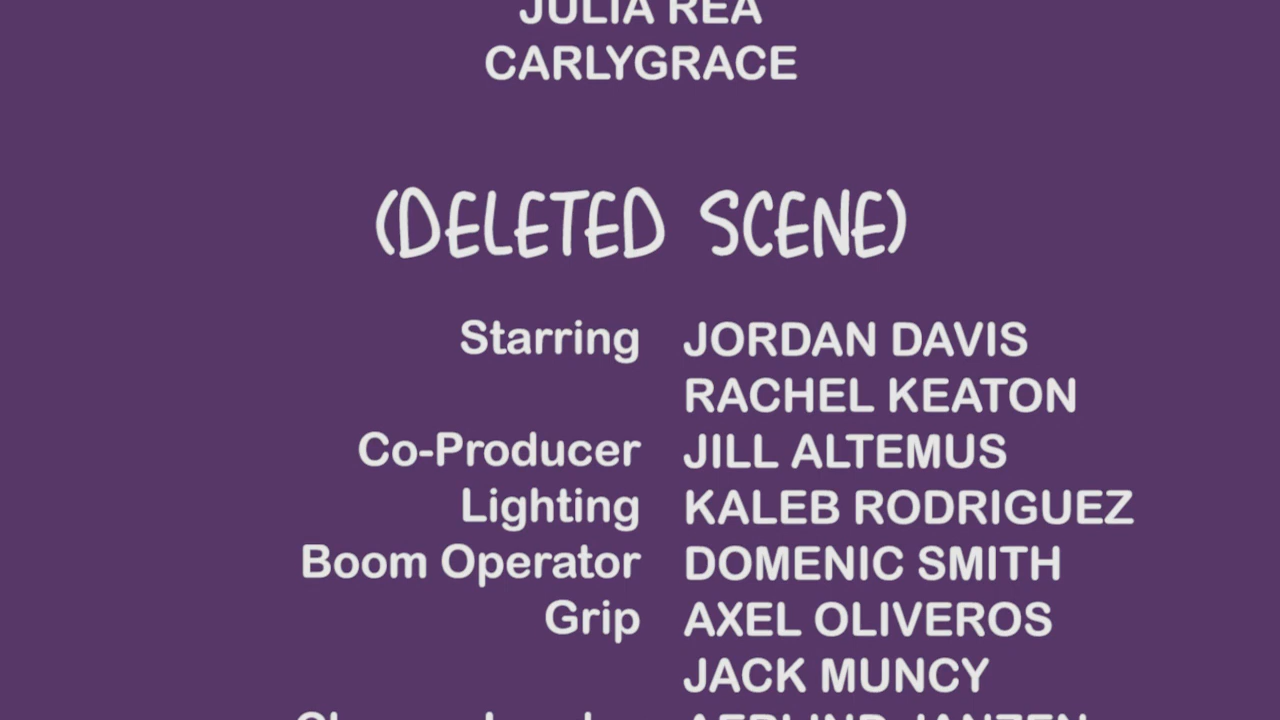 JULIA REA
CARLYGRACE
(DELETED SCENE)
Starring JORDAN DAVIS
RACHEL KEATON
Co-Producer JILL ALTEMUS
Lighting KALEB RODRIGUEZ
Boom Operator DOMENIC SMITH
Grip AXEL OLIVEROS
JACK MUNCY